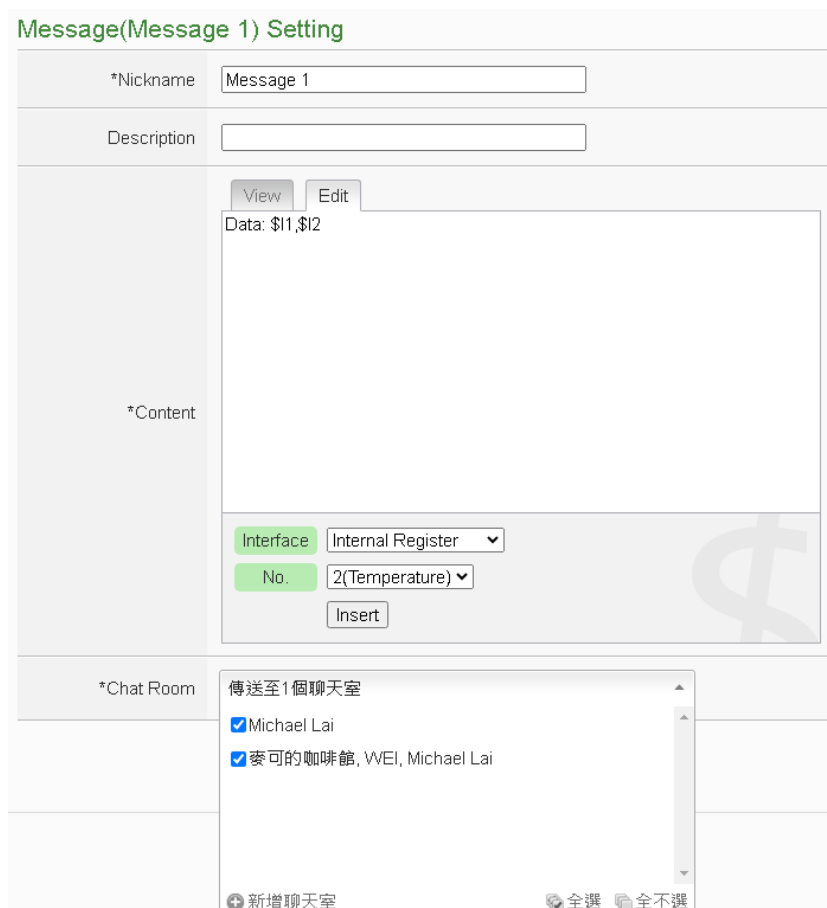 Message(Message 1) Setting
*Nickname Message 1
Description
View Edit
Data: $I1,$I2
*Content
Interface Internal Register
No. 2(Temperature)
Insert
$
*Chat Room 傳送至1個聊天室
Michael Lai
麥可的咖啡館, WEI, Michael Lai
新增聊天室 全選 全不選